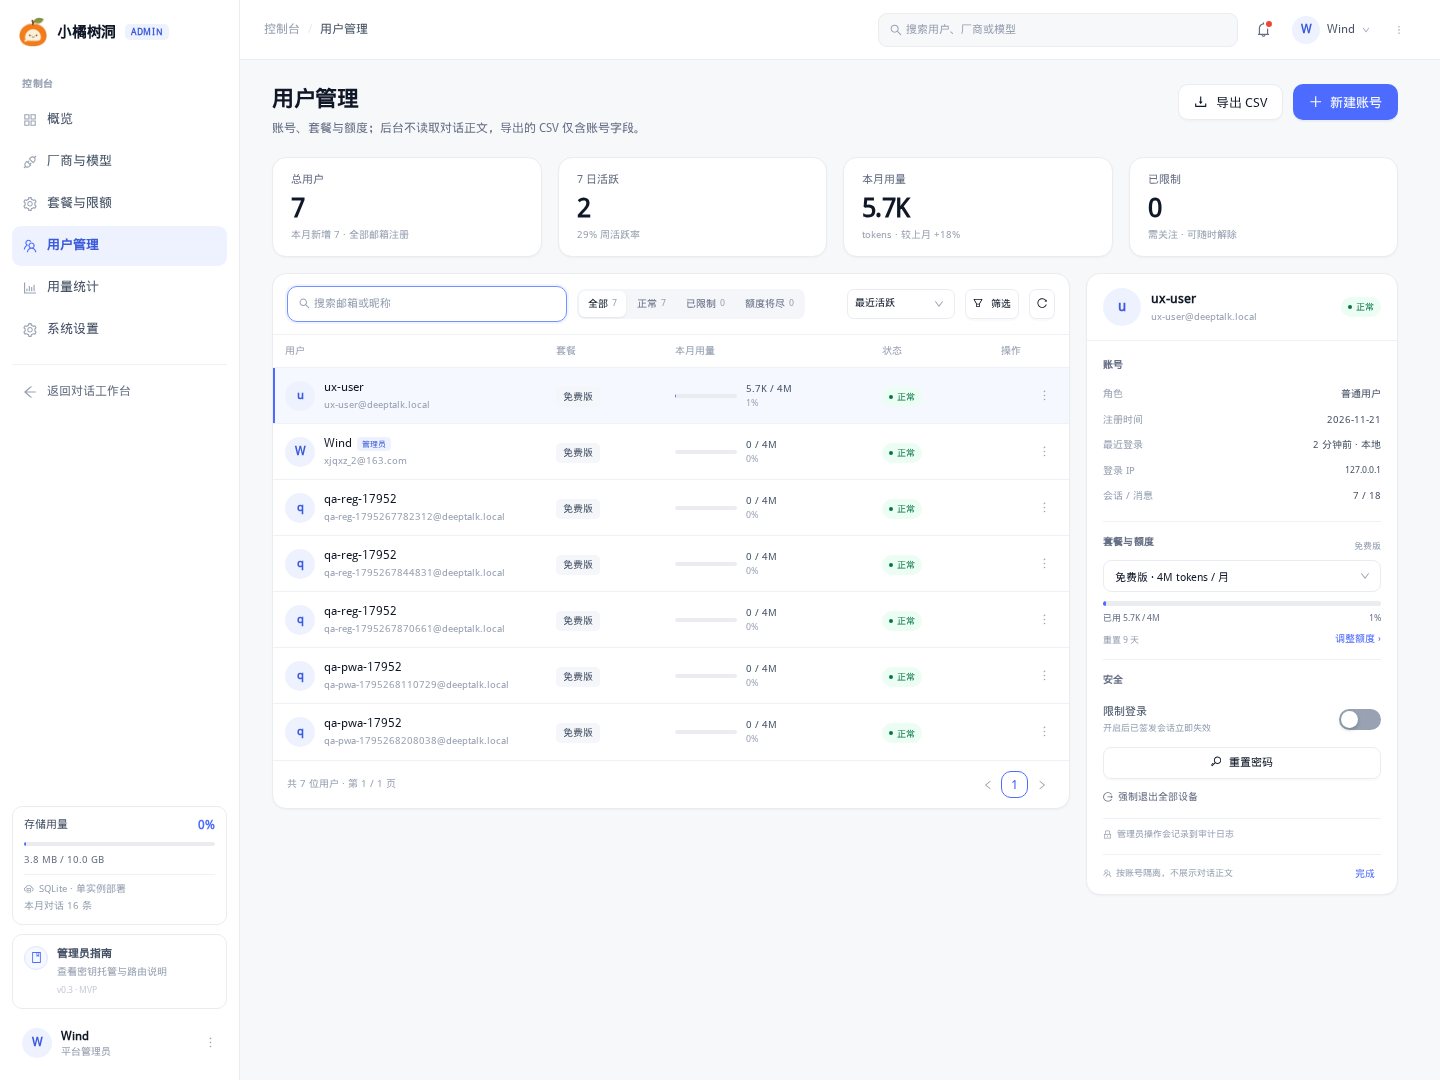 小橘树洞 ADMIN
控制台
概览
厂商与模型
套餐与限额
用户管理
用量统计
系统设置
返回对话工作台
存储用量 0%
3.8 MB / 10.0 GB
SQLite · 单实例部署
本月对话 16 条
管理员指南
查看密钥托管与路由说明
v0.3 · MVP
W Wind
平台管理员
控制台 / 用户管理
搜索用户、厂商或模型
W Wind
用户管理
账号、套餐与额度；后台不读取对话正文，导出的 CSV 仅含账号字段。
导出 CSV
新建账号
总用户
7
本月新增 7 · 全部邮箱注册
7 日活跃
2
29% 周活跃率
本月用量
5.7K
tokens · 较上月 +18%
已限制
0
需关注 · 可随时解除
搜索邮箱或昵称
全部 7 正常 7 已限制 0 额度将尽 0
最近活跃
筛选
用户 套餐 本月用量 状态 操作
u ux-user
ux-user@deeptalk.local
免费版
5.7K / 4M
1%
正常
W Wind 管理员
xjqxz_2@163.com
免费版
0 / 4M
0%
正常
q qa-reg-17952
qa-reg-1795267782312@deeptalk.local
免费版
0 / 4M
0%
正常
q qa-reg-17952
qa-reg-1795267844831@deeptalk.local
免费版
0 / 4M
0%
正常
q qa-reg-17952
qa-reg-1795267870661@deeptalk.local
免费版
0 / 4M
0%
正常
q qa-pwa-17952
qa-pwa-1795268110729@deeptalk.local
免费版
0 / 4M
0%
正常
q qa-pwa-17952
qa-pwa-1795268208038@deeptalk.local
免费版
0 / 4M
0%
正常
共 7 位用户 · 第 1 / 1 页
1
u ux-user
ux-user@deeptalk.local
正常
账号
角色 普通用户
注册时间 2026-11-21
最近登录 2 分钟前 · 本地
登录 IP 127.0.0.1
会话 / 消息 7 / 18
套餐与额度 免费版
免费版 · 4M tokens / 月
已用 5.7K / 4M 1%
重置 9 天 调整额度 ›
安全
限制登录
开启后已签发会话立即失效
重置密码
强制退出全部设备
管理员操作会记录到审计日志
按账号隔离，不展示对话正文 完成